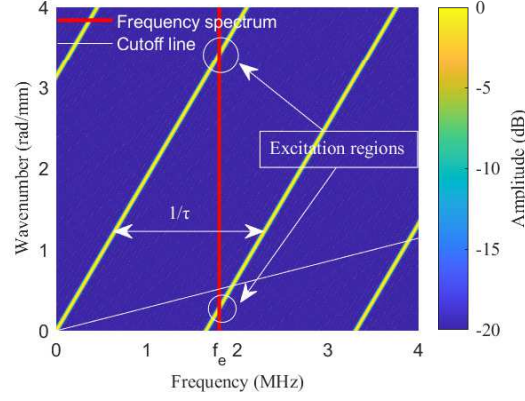 4
3
2
1
0
Wavenumber (rad/mm)
Frequency spectrum
Cutoff line
Excitation regions
1/τ
0
1
f_e
2
3
4
Frequency (MHz)
0
-5
-10
-15
-20
Amplitude (dB)